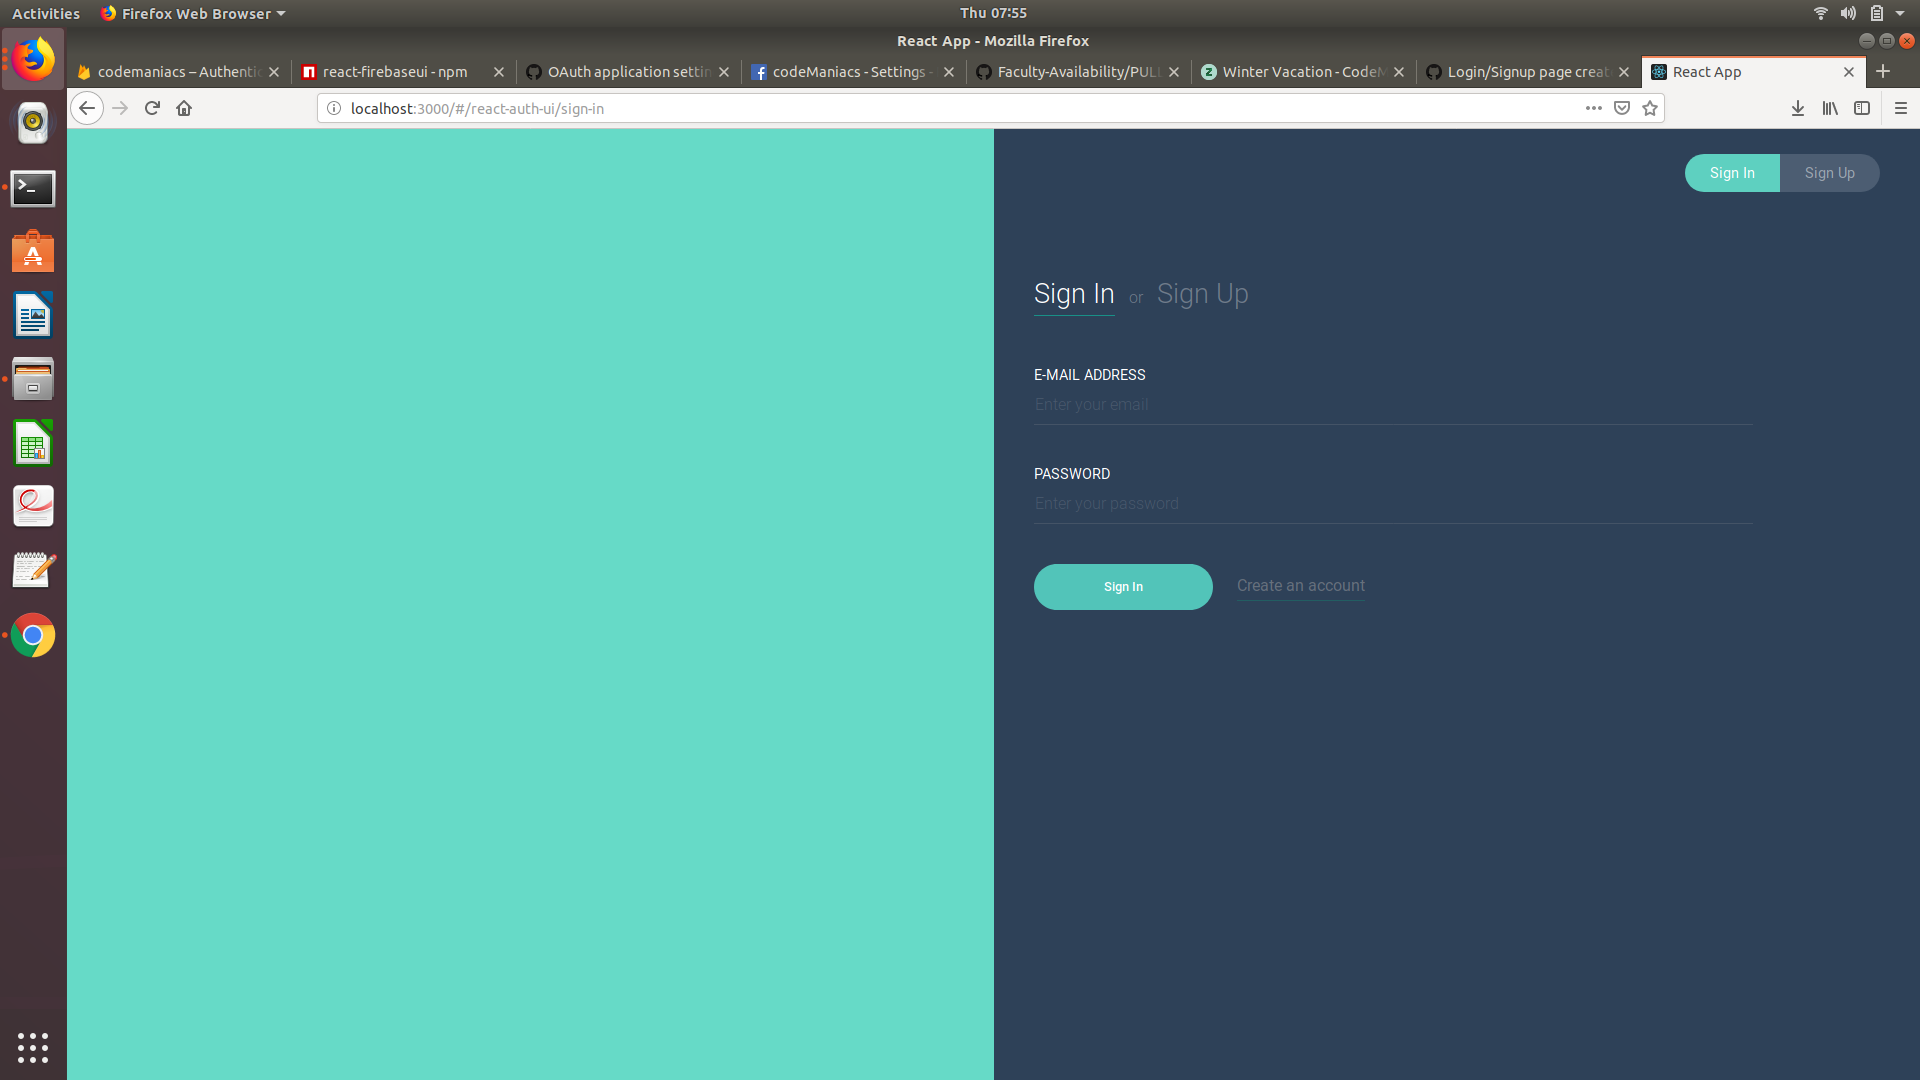 Activities Firefox Web Browser Thu 07:55
React App - Mozilla Firefox
codemaniacs – Authentic react-firebaseui - npm OAuth application settin codeManiacs - Settings - Faculty-Availability/PULL Winter Vacation - CodeM Login/Signup page creat React App
localhost:3000/#/react-auth-ui/sign-in
Sign In Sign Up
Sign In or Sign Up
E-MAIL ADDRESS
Enter your email
PASSWORD
Enter your password
Sign In Create an account